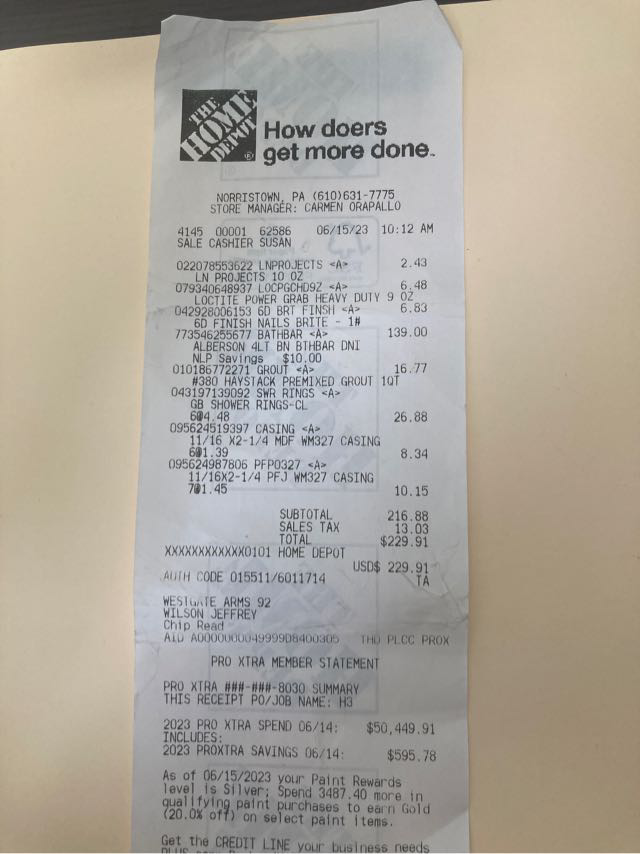 THE
HOME
DEPOT
How doers
get more done™
NORRISTOWN, PA (610)631-7775
STORE MANAGER: CARMEN ORAPALLO
4145 00001 62586 06/15/23 10:12 AM
SALE CASHIER SUSAN
022078553622 LNPROJECTS <A> 2.43
LN PROJECTS 10 OZ
079340648937 LOCPGCHD9Z <A> 6.48
LOCTITE POWER GRAB HEAVY DUTY 9 OZ
042928006153 6D BRT FINSH <A> 6.83
6D FINISH NAILS BRITE - 1#
773546255677 BATHBAR <A> 139.00
ALBERSON 4LT BN BTHBAR DNI
NLP Savings $10.00
010186772271 GROUT <A> 16.77
#380 HAYSTACK PREMIXED GROUT 1QT
043197139092 SWR RINGS <A>
GB SHOWER RINGS-CL
6@4.48 26.88
095624519397 CASING <A>
11/16 X2-1/4 MDF WM327 CASING
6@1.39 8.34
095624987806 PFP0327 <A>
11/16X2-1/4 PFJ WM327 CASING
7@1.45 10.15
SUBTOTAL 216.88
SALES TAX 13.03
TOTAL $229.91
XXXXXXXXXXXX0101 HOME DEPOT
USD$ 229.91
AUTH CODE 015511/6011714 TA
WESTGATE ARMS 92
WILSON JEFFREY
Chip Read
AID A0000000049999D8400305 THD PLCC PROX
PRO XTRA MEMBER STATEMENT
PRO XTRA ###-###-8030 SUMMARY
THIS RECEIPT PO/JOB NAME: H3
2023 PRO XTRA SPEND 06/14: $50,449.91
INCLUDES:
2023 PROXTRA SAVINGS 06/14: $595.78
As of 06/15/2023 your Paint Rewards
level is Silver; Spend 3487.40 more in
qualifying paint purchases to earn Gold
(20.0% off) on select paint items.
Get the CREDIT LINE your business needs